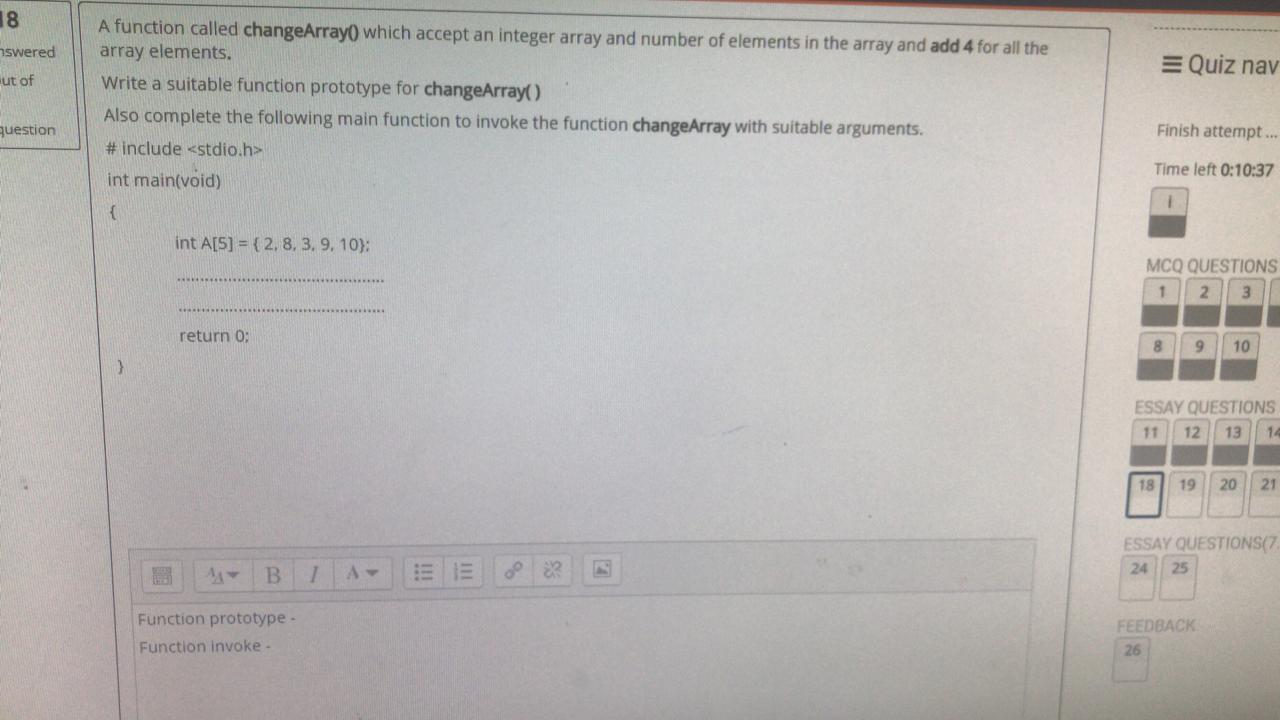 18
nswered
ut of
question
A function called changeArray() which accept an integer array and number of elements in the array and add 4 for all the
array elements.
Write a suitable function prototype for changeArray( )
Also complete the following main function to invoke the function changeArray with suitable arguments.
# include <stdio.h>
int main(void)
{
int A[5] = { 2, 8, 3, 9, 10};
..............................................
..............................................
return 0;
}
B I A
Function prototype -
Function invoke -
Quiz nav
Finish attempt ...
Time left 0:10:37
i
MCQ QUESTIONS
1 2 3
8 9 10
ESSAY QUESTIONS
11 12 13 14
18 19 20 21
ESSAY QUESTIONS(7.
24 25
FEEDBACK
26